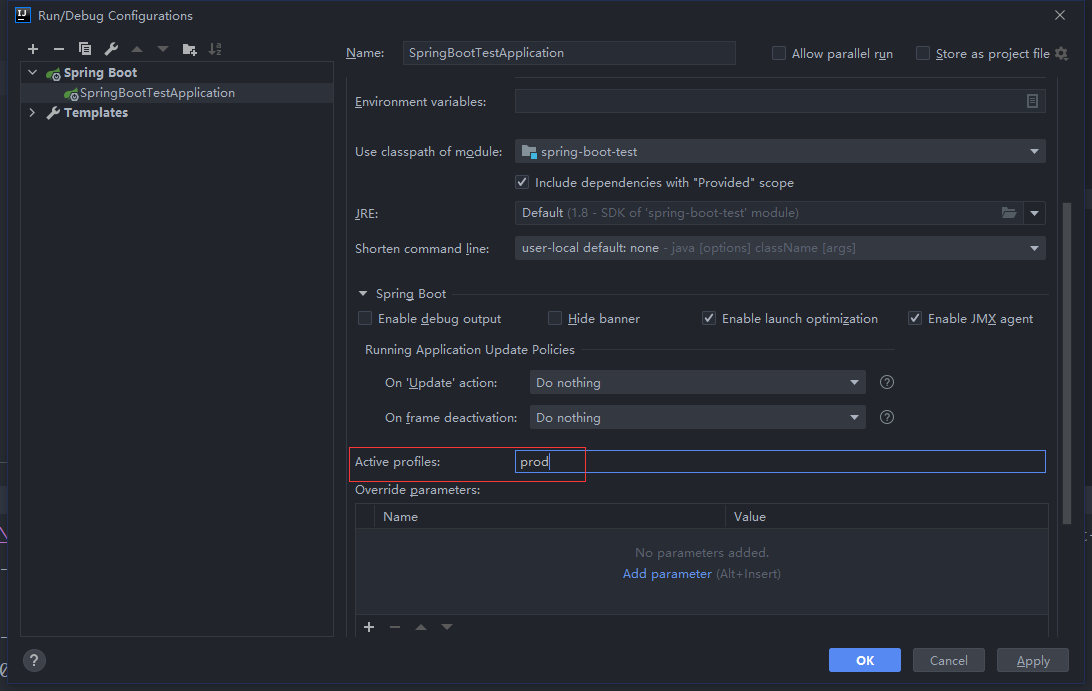 Run/Debug Configurations
Spring Boot
SpringBootTestApplication
Templates
Name: SpringBootTestApplication Allow parallel run Store as project file
Environment variables:
Use classpath of module: spring-boot-test
Include dependencies with "Provided" scope
JRE: Default (1.8 - SDK of 'spring-boot-test' module)
Shorten command line: user-local default: none - java [options] className [args]
Spring Boot
Enable debug output Hide banner Enable launch optimization Enable JMX agent
Running Application Update Policies
On 'Update' action: Do nothing ?
On frame deactivation: Do nothing ?
Active profiles: prod
Override parameters:
Name Value
No parameters added.
Add parameter (Alt+Insert)
? OK Cancel Apply